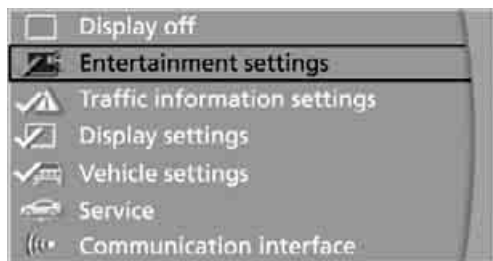 Display off
Entertainment settings
Traffic information settings
Display settings
Vehicle settings
Service
Communication interface